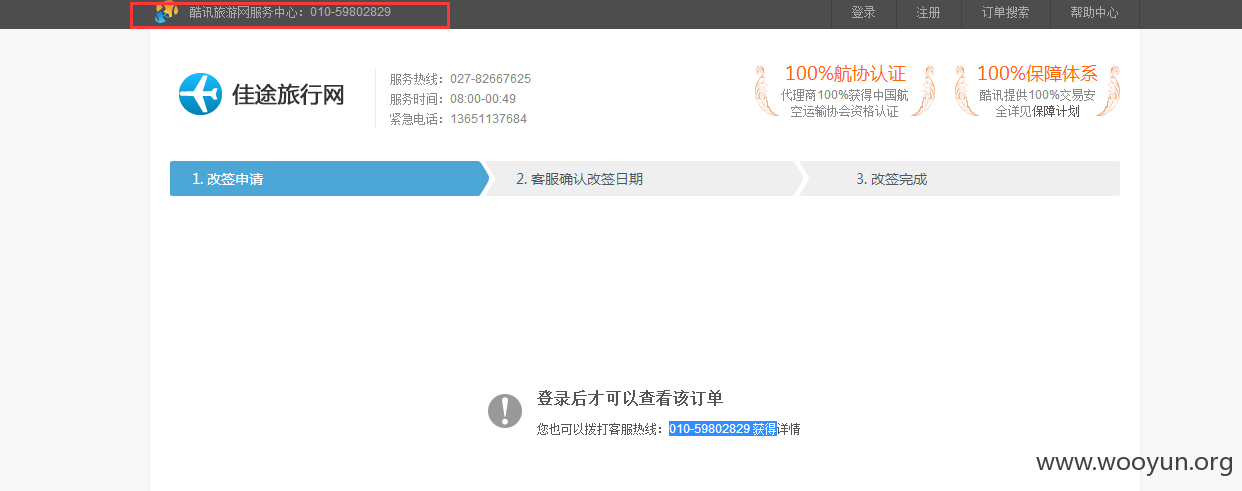 酷讯旅游网服务中心：010-59802829
登录 注册 订单搜索 帮助中心
佳途旅行网
服务热线：027-82667625
服务时间：08:00-00:49
紧急电话：13651137684
100%航协认证
代理商100%获得中国航
空运输协会资格认证
100%保障体系
酷讯提供100%交易安
全详见保障计划
1. 改签申请
2. 客服确认改签日期
3. 改签完成
登录后才可以查看该订单
您也可以拨打客服热线：010-59802829 获得详情
www.wooyun.org